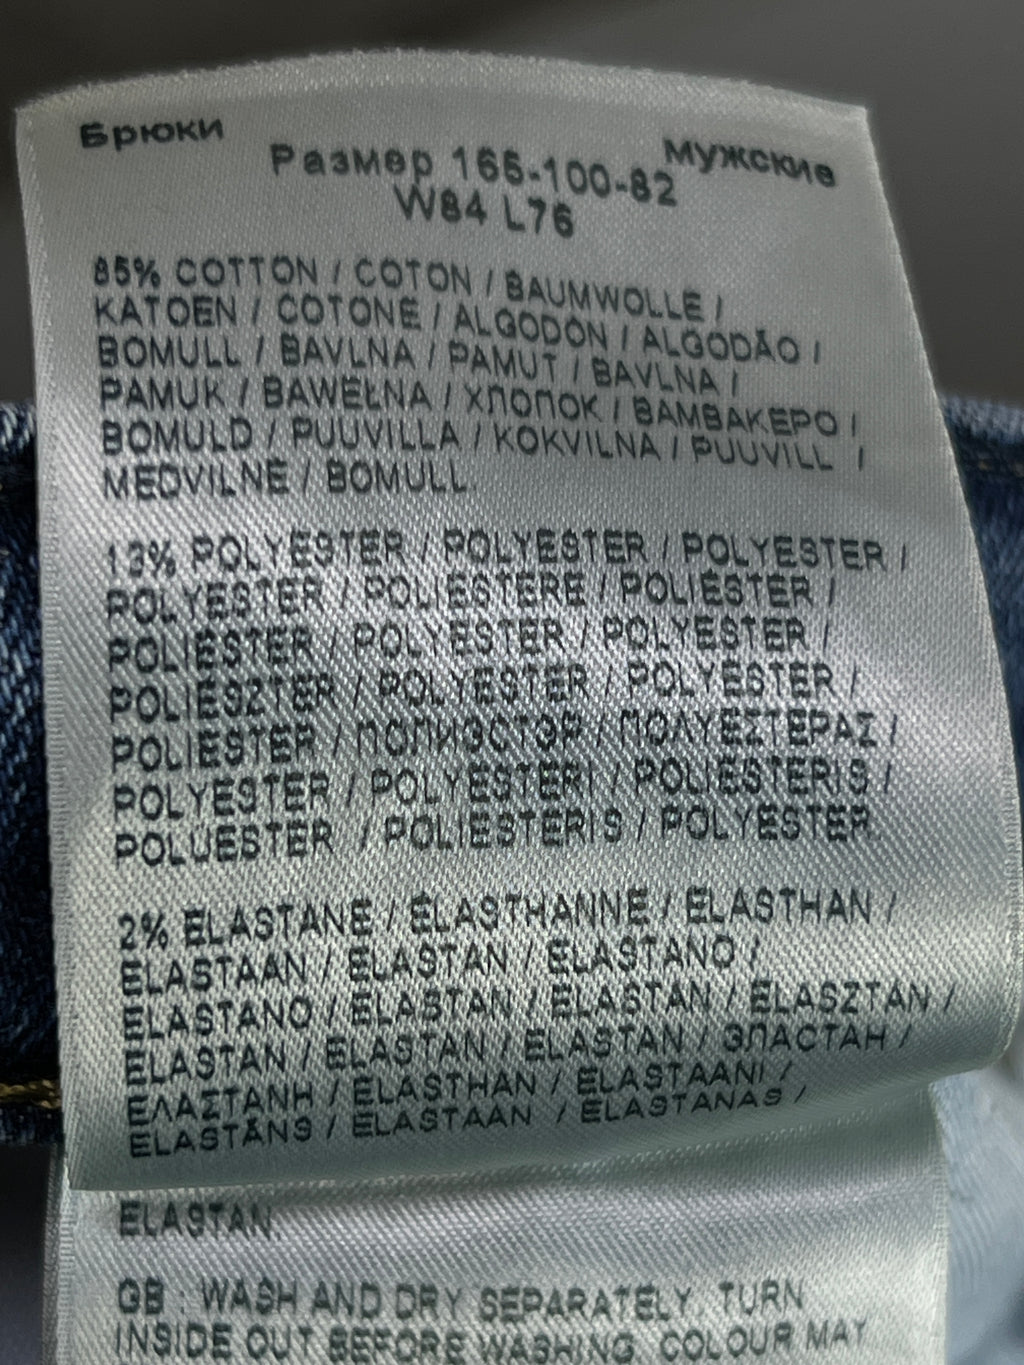 Брюки мужские
Размер 166-100-82
W84 L76
85% COTTON / COTON / BAUMWOLLE /
KATOEN / COTONE / ALGODÓN / ALGODÃO /
BOMULL / BAVLNA / PAMUT / BAVLNA /
PAMUK / BAWEŁNA / ХЛОПОК / ΒΑΜΒΑΚΕΡΟ /
BOMULD / PUUVILLA / KOKVILNA / PUUVILL /
MEDVILNĖ / BOMULL
13% POLYESTER / POLYESTER / POLYESTER /
POLYESTER / POLIESTERE / POLIÉSTER /
POLIÉSTER / POLYESTER / POLYESTER /
POLIÉSZTER / POLYESTER / POLYESTER /
POLIESTER / ПОЛИЭСТЭР / ΠΟΛΥΕΣΤΕΡΑΣ /
POLYESTER / POLYESTERI / POLIESTERIS /
POLÜESTER / POLIESTERIS / POLYESTER
2% ELASTANE / ÉLASTHANNE / ELASTHAN /
ELASTAAN / ELASTAN / ELASTANO /
ELASTANO / ELASTAN / ELASTAN / ELASZTÁN /
ELASTAN / ELASTAN / ELASTAN / ЭЛАСТАН /
ΕΛΑΣΤΑΝΗ / ELASTHAN / ELASTAANI /
ELASTĀNS / ELASTAAN / ELASTANAS /
ELASTAN.
GB : WASH AND DRY SEPARATELY. TURN
INSIDE OUT BEFORE WASHING. COLOUR MAY